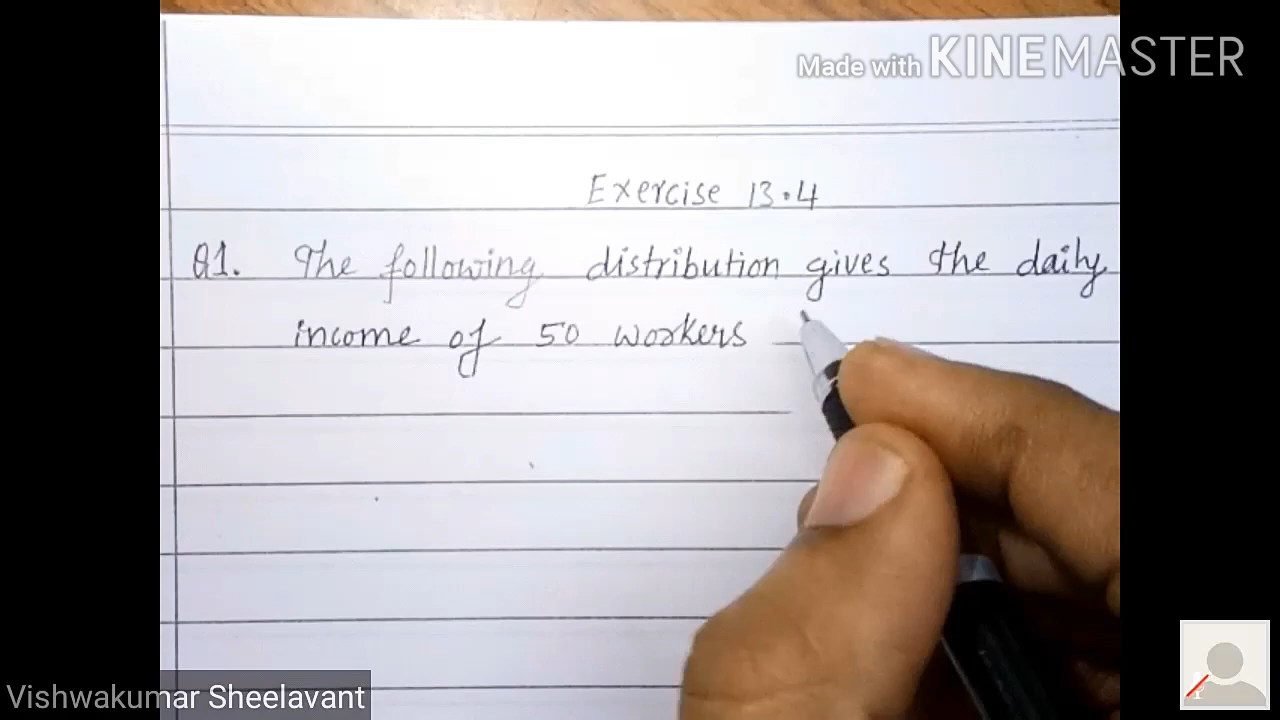 Made with KINEMASTER
Exercise 13.4
Q1. The following distribution gives the daily
income of 50 workers
Vishwakumar Sheelavant